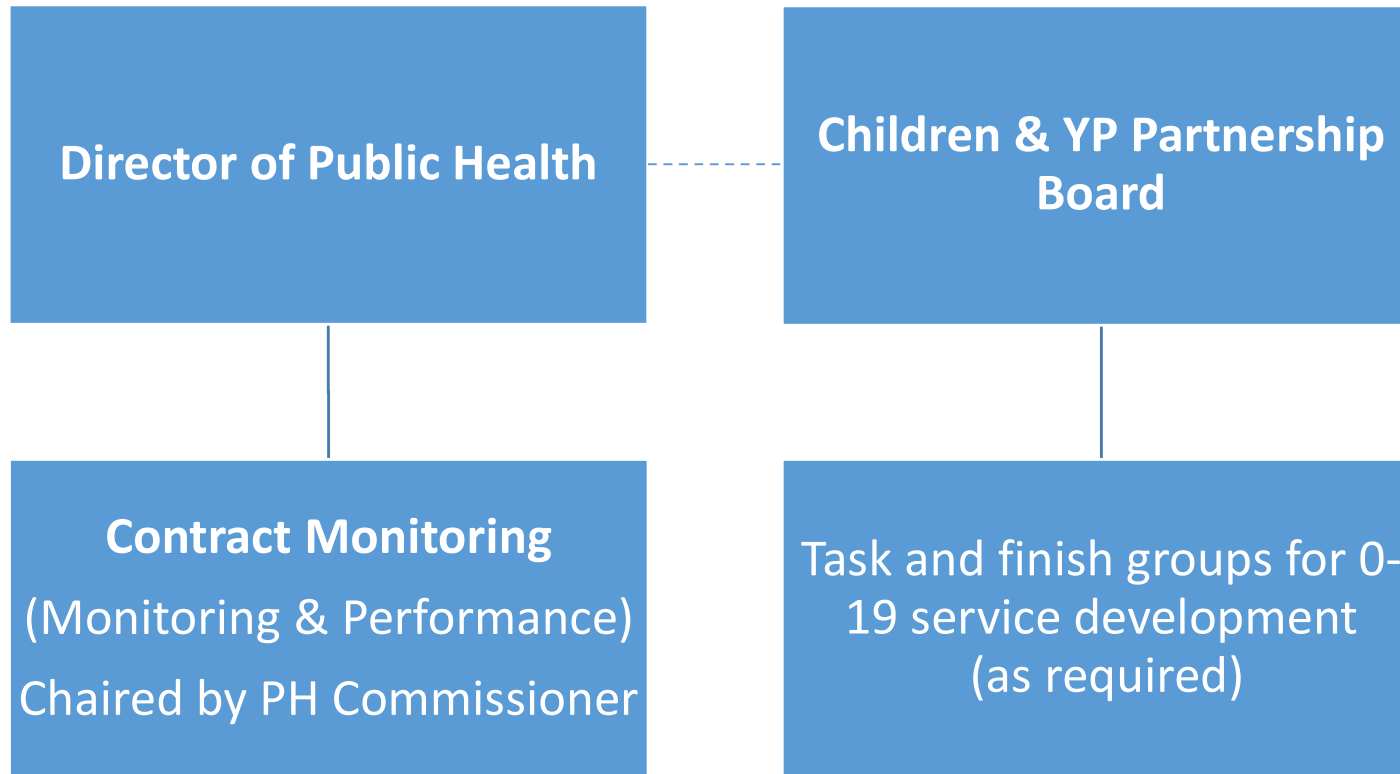 Director of Public Health
Children & YP Partnership
Board
Contract Monitoring
(Monitoring & Performance)
Chaired by PH Commissioner
Task and finish groups for 0-
19 service development
(as required)